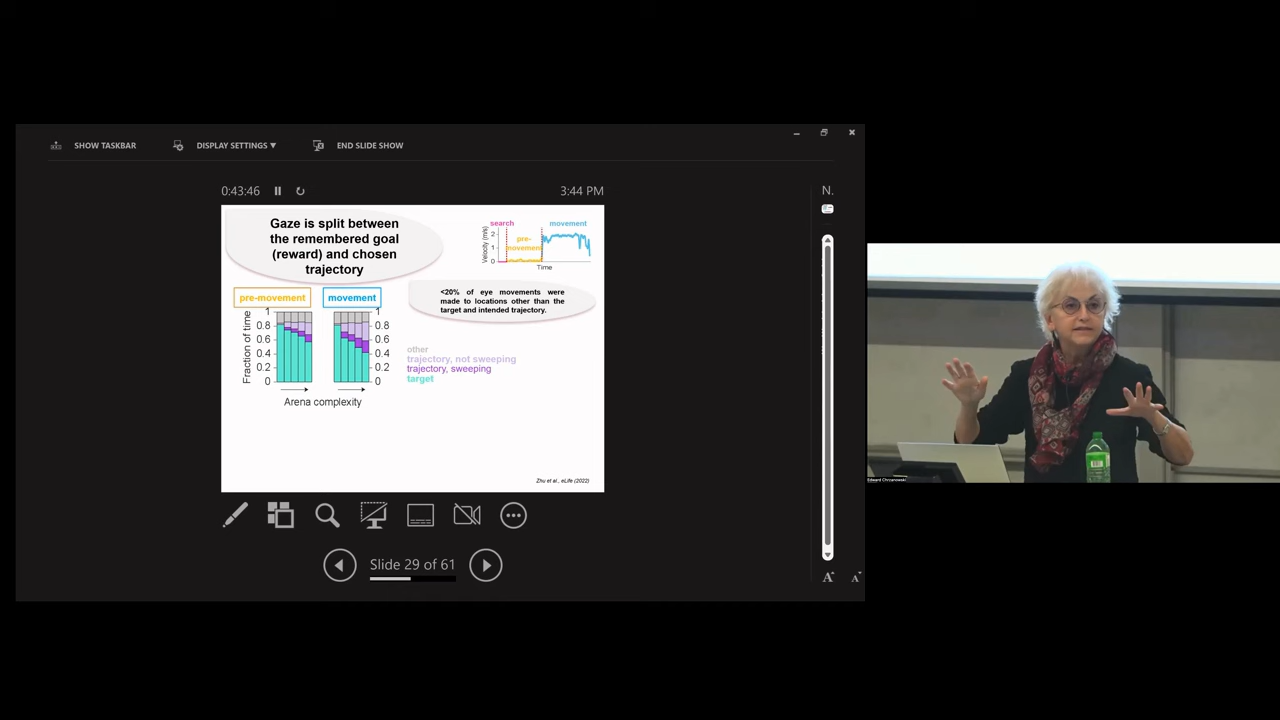 SHOW TASKBAR
DISPLAY SETTINGS ▼
END SLIDE SHOW
0:43:46
3:44 PM
N.
Gaze is split between
the remembered goal
(reward) and chosen
trajectory
search
movement
pre-
movement
Velocity (m/s)
2
1
0
Time
<20% of eye movements were
made to locations other than the
target and intended trajectory.
pre-movement
movement
Fraction of time
1
0.8
0.6
0.4
0.2
0
1
0.8
0.6
0.4
0.2
0
Arena complexity
other
trajectory, not sweeping
trajectory, sweeping
target
Zhu et al., eLife (2022)
Slide 29 of 61
A
A
Edward Chrzanowski